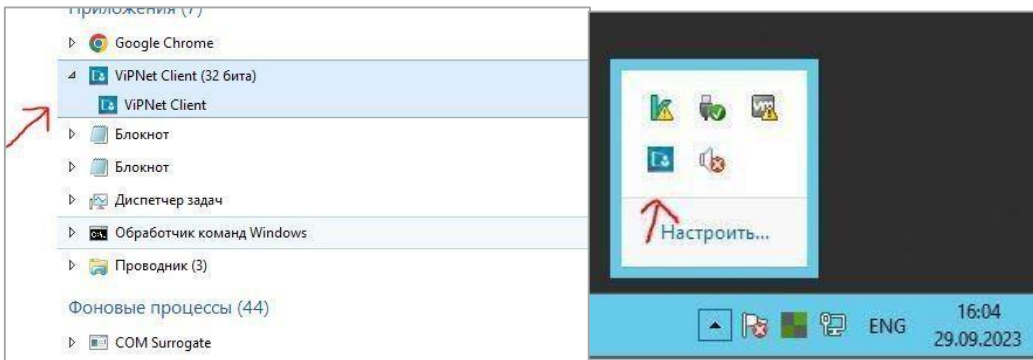 Приложения (7)
Google Chrome
ViPNet Client (32 бита)
ViPNet Client
Блокнот
Блокнот
Диспетчер задач
Обработчик команд Windows
Проводник (3)
Фоновые процессы (44)
COM Surrogate
Настроить...
ENG
16:04
29.09.2023